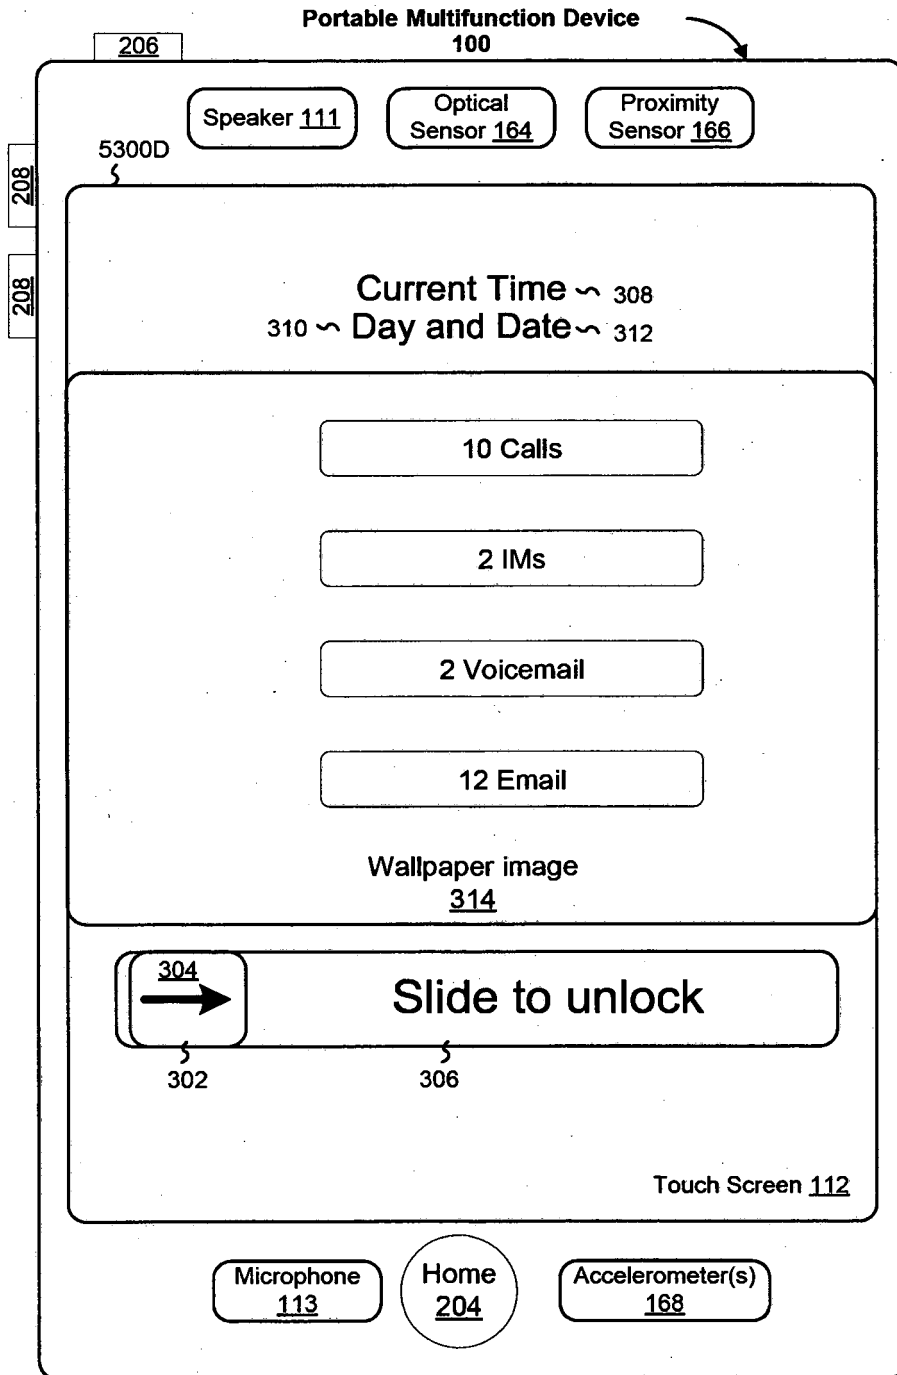 Portable Multifunction Device
100
206
Speaker 111
Optical
Sensor 164
Proximity
Sensor 166
5300D
208
208
Current Time 308
310 Day and Date 312
10 Calls
2 IMs
2 Voicemail
12 Email
Wallpaper image
314
304
Slide to unlock
302
306
Touch Screen 112
Microphone
113
Home
204
Accelerometer(s)
168